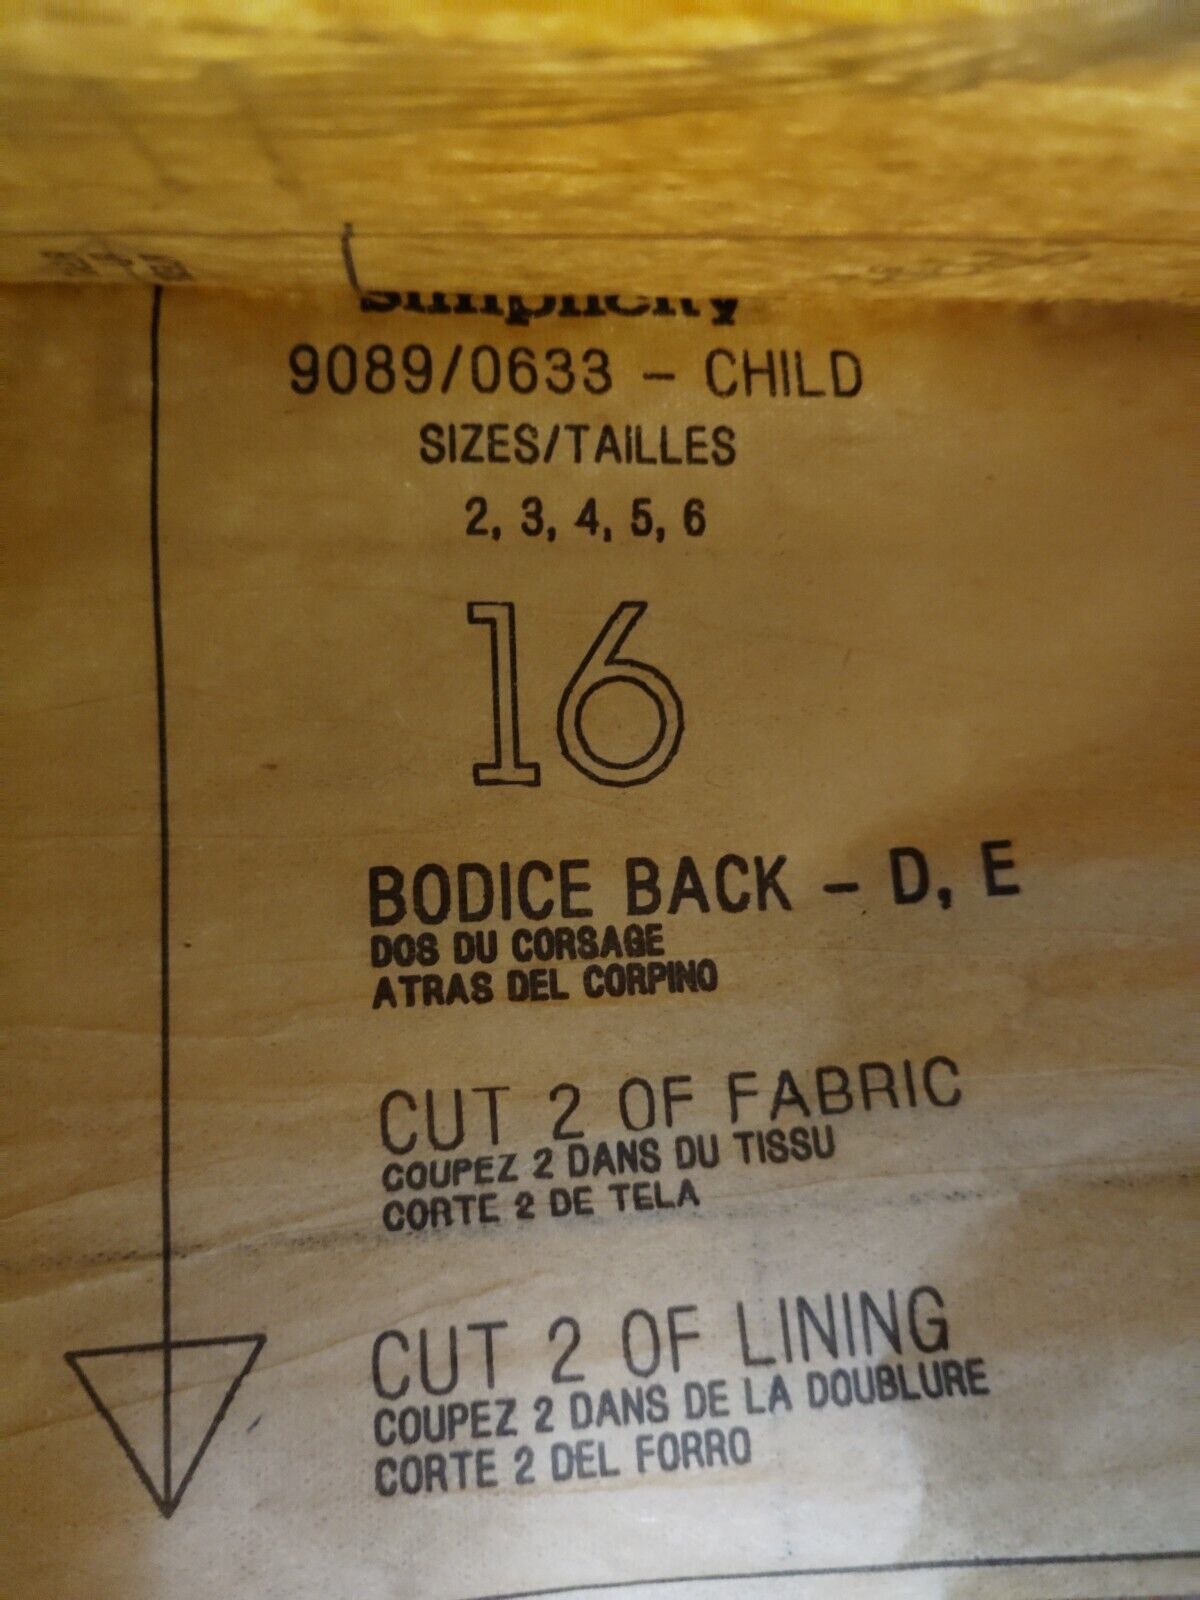 simplicity
9089/0633 - CHILD
SIZES/TAILLES
2, 3, 4, 5, 6
16
BODICE BACK - D, E
DOS DU CORSAGE
ATRAS DEL CORPINO
CUT 2 OF FABRIC
COUPEZ 2 DANS DU TISSU
CORTE 2 DE TELA
CUT 2 OF LINING
COUPEZ 2 DANS DE LA DOUBLURE
CORTE 2 DEL FORRO